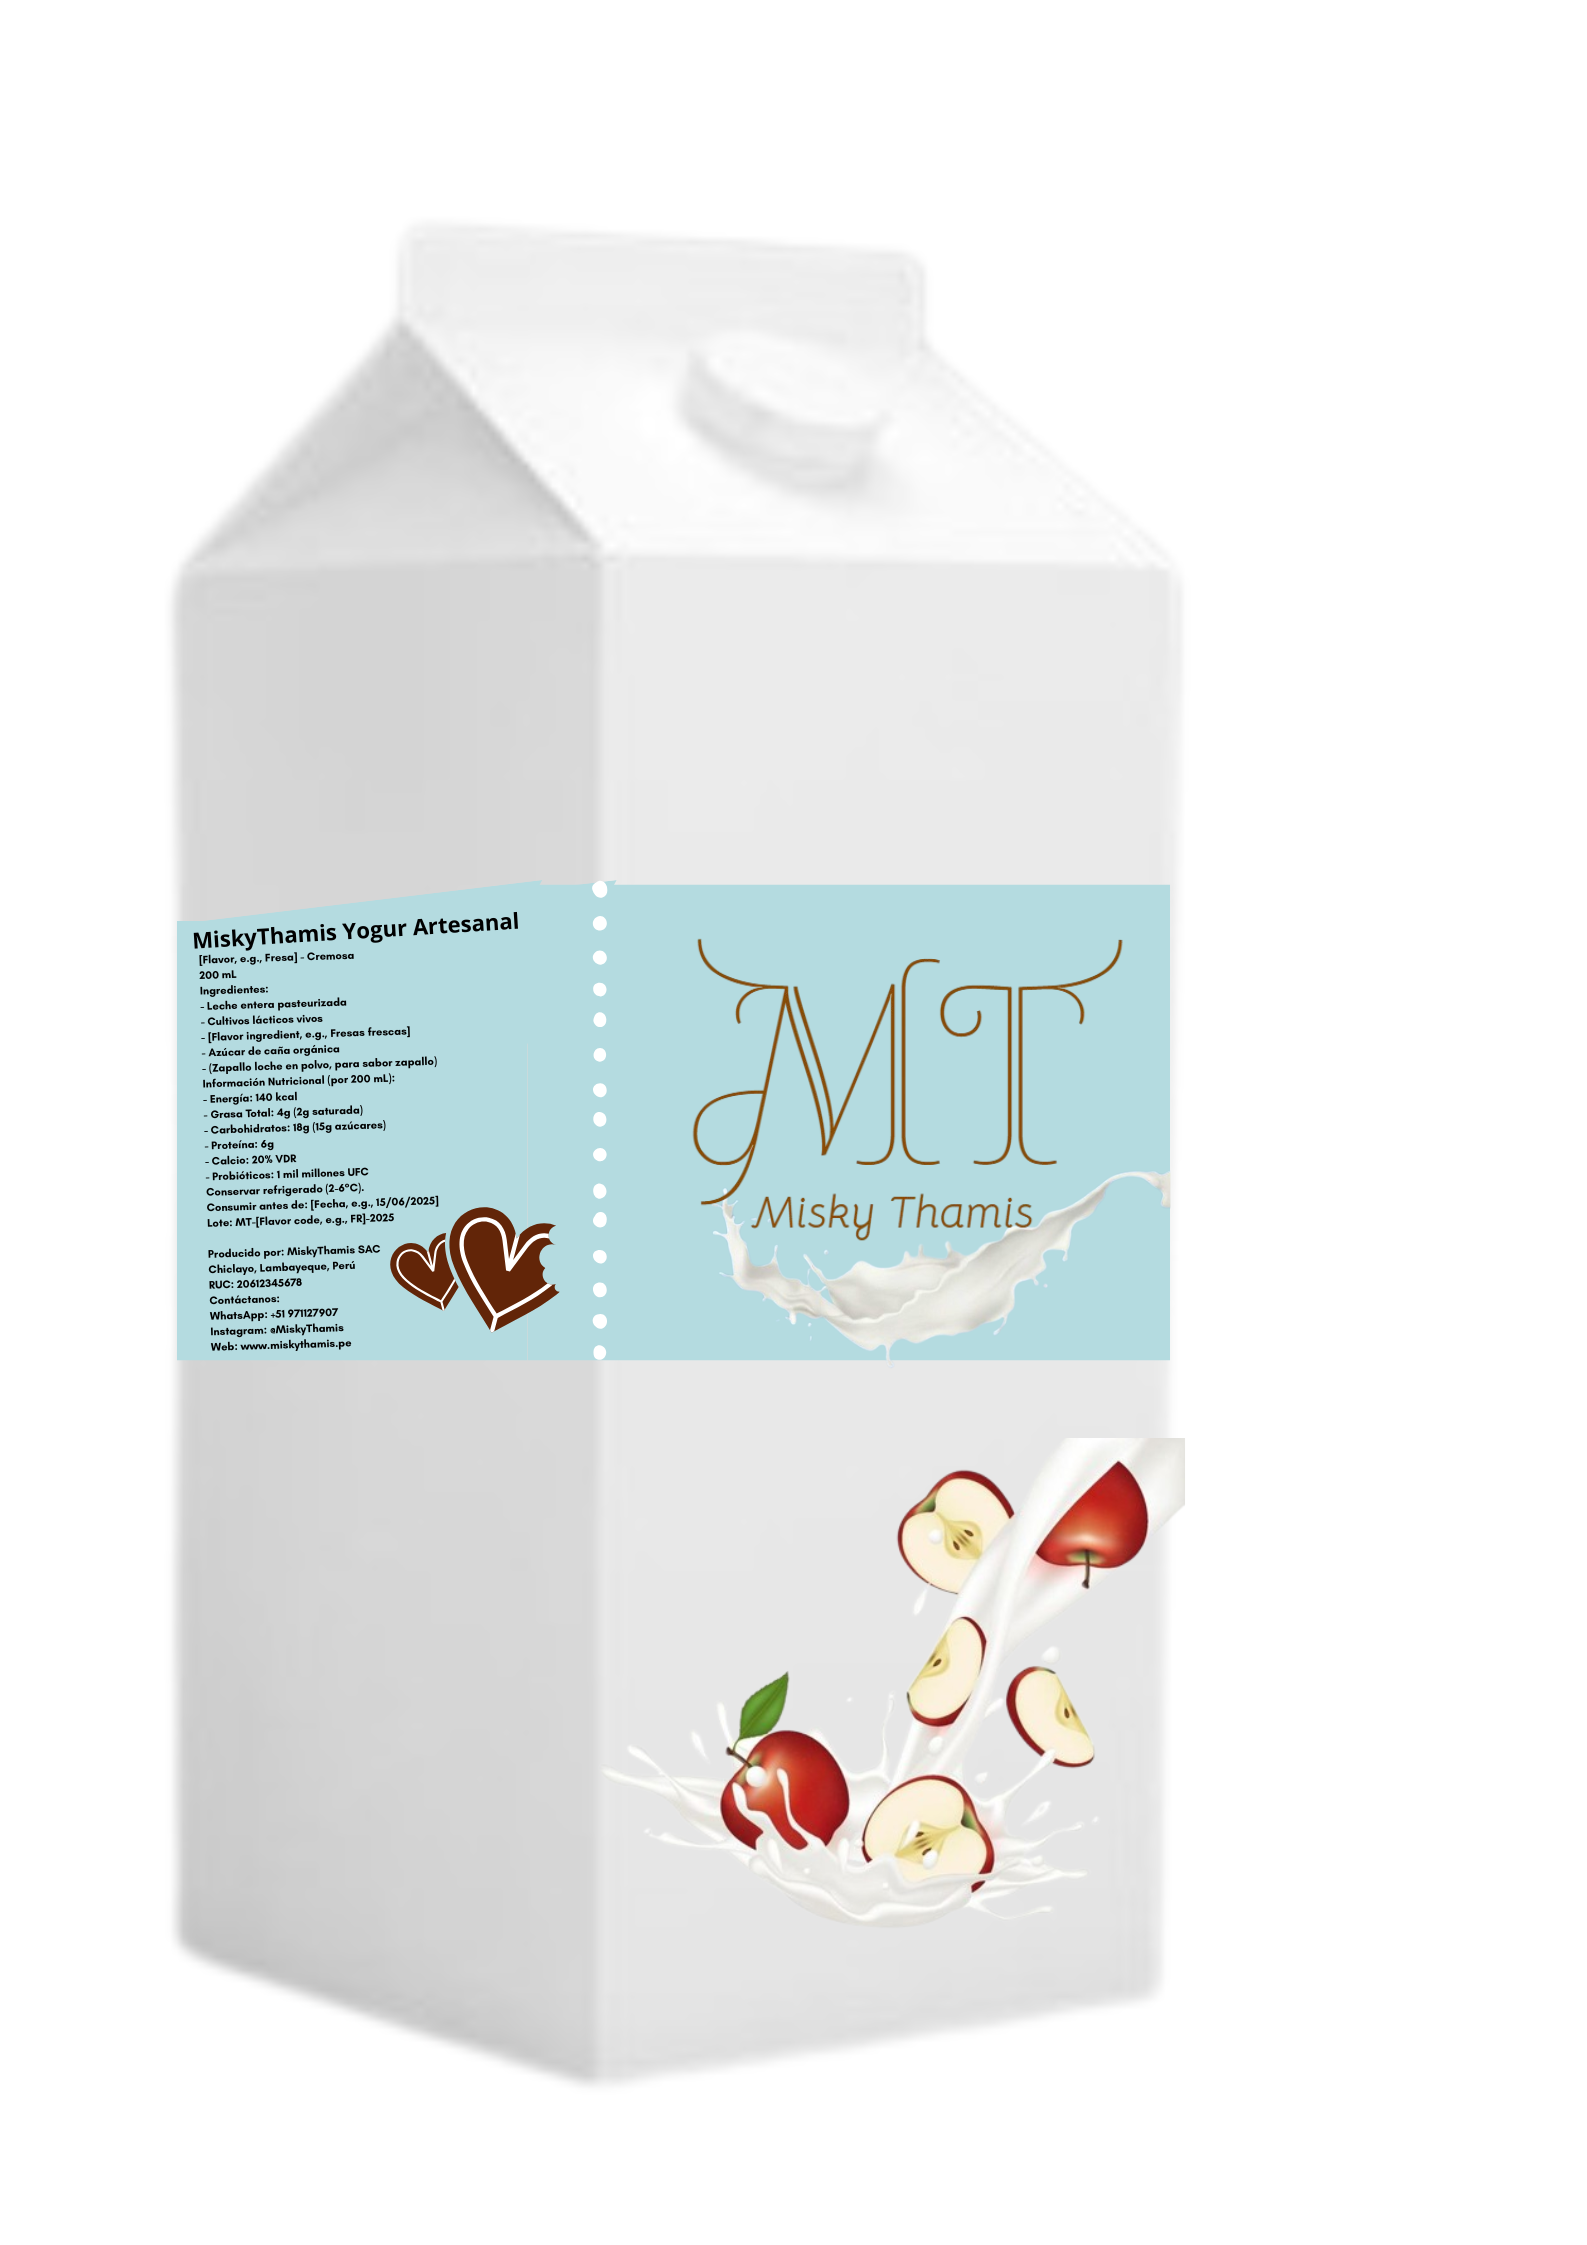 MiskyThamis Yogur Artesanal
[Flavor, e.g., Fresa] - Cremosa
200 mL
Ingredientes:
- Leche entera pasteurizada
- Cultivos lácticos vivos
- [Flavor ingredient, e.g., Fresas frescas]
- Azúcar de caña orgánica
- (Zapallo loche en polvo, para sabor zapallo)
Información Nutricional (por 200 mL):
- Energía: 140 kcal
- Grasa Total: 4g (2g saturada)
- Carbohidratos: 18g (15g azúcares)
- Proteína: 6g
- Calcio: 20% VDR
- Probióticos: 1 mil millones UFC
Conservar refrigerado (2-6°C).
Consumir antes de: [Fecha, e.g., 15/06/2025]
Lote: MT-[Flavor code, e.g., FR]-2025
Producido por: MiskyThamis SAC
Chiclayo, Lambayeque, Perú
RUC: 20612345678
Contáctanos:
WhatsApp: +51 971127907
Instagram: @MiskyThamis
Web: www.miskythamis.pe
MT
Misky Thamis